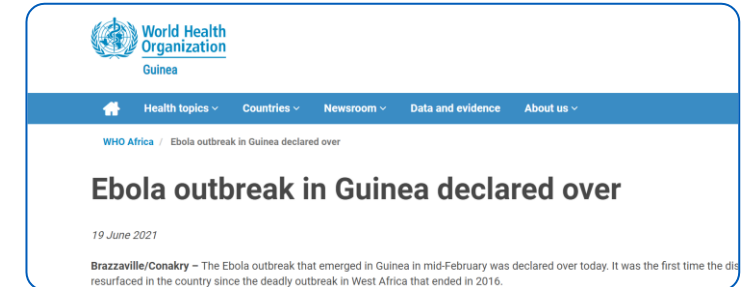 World Health
Organization
Guinea
Health topics Countries Newsroom Data and evidence About us
WHO Africa / Ebola outbreak in Guinea declared over
Ebola outbreak in Guinea declared over
19 June 2021
Brazzaville/Conakry – The Ebola outbreak that emerged in Guinea in mid-February was declared over today. It was the first time the
resurfaced in the country since the deadly outbreak in West Africa that ended in 2016.